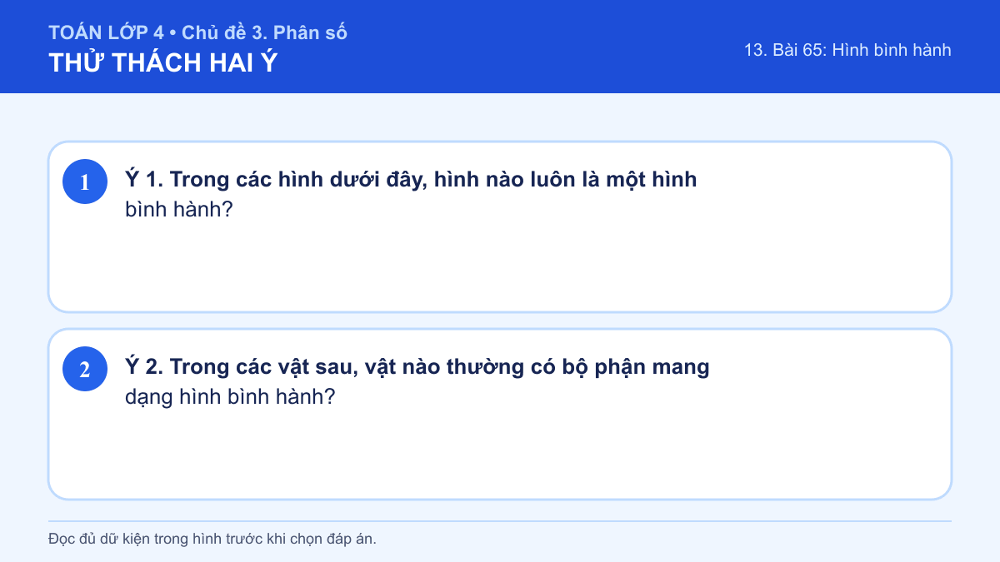 TOÁN LỚP 4 • Chủ đề 3. Phân số
THỬ THÁCH HAI Ý
13. Bài 65: Hình bình hành
1
Ý 1. Trong các hình dưới đây, hình nào luôn là một hình
bình hành?
2
Ý 2. Trong các vật sau, vật nào thường có bộ phận mang
dạng hình bình hành?
Đọc đủ dữ kiện trong hình trước khi chọn đáp án.